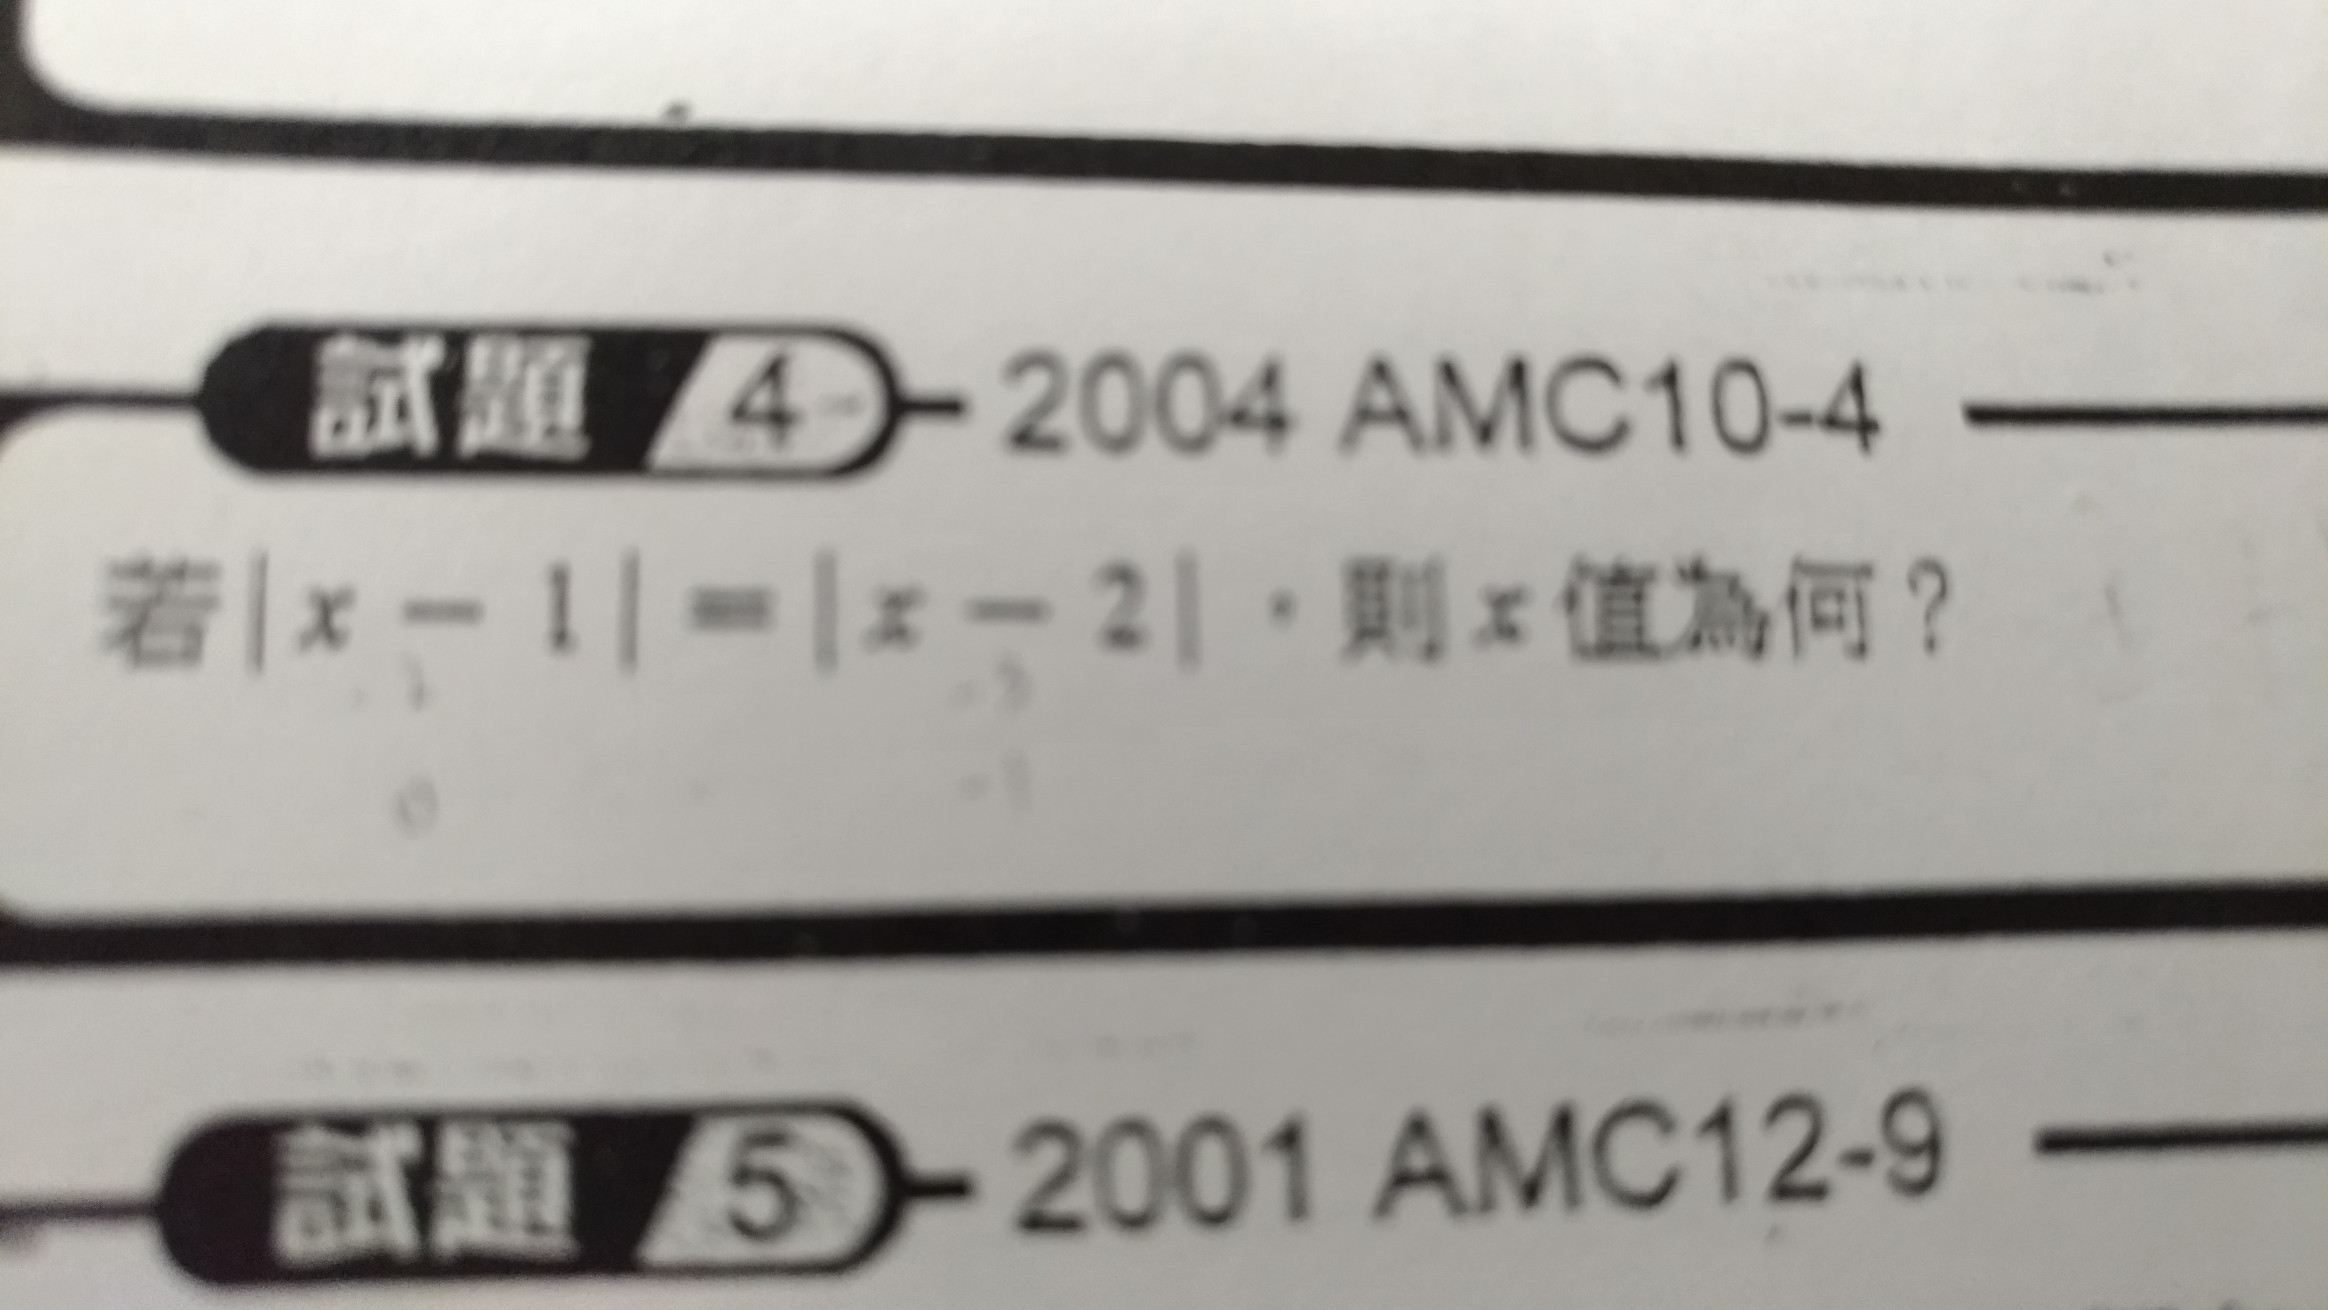 試題 4 2004 AMC10-4
若|x − 1| = |x − 2|,則 x 值為何?
試題 5 2001 AMC12-9